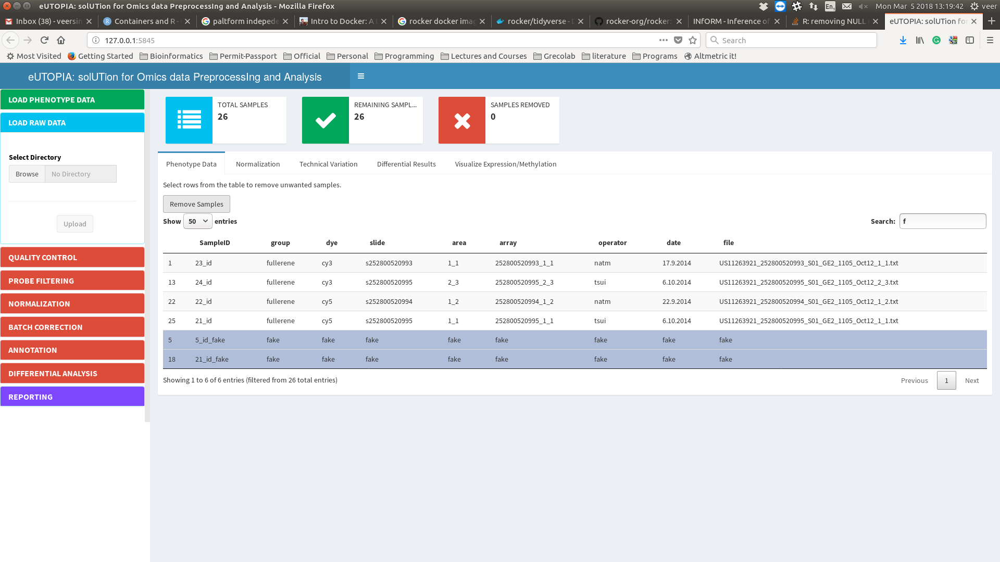 eUTOPIA: solUTion for Omics data PreprocessIng and Analysis - Mozilla Firefox
En1
Mon Mar 5 2018 13:19:42
veer
Inbox (38) - veersin
Containers and R -
paltform indepede
Intro to Docker: A
rocker docker imag
rocker/tidyverse -
rocker-org/rocker:
INfORM - Inference of
R: removing NULL
eUTOPIA: solUTion fo
127.0.0.1:5845
Search
Most Visited
Getting Started
Bioinformatics
Permit-Passport
Official
Personal
Programming
Lectures and Courses
Grecolab
literature
Programs
Altmetric it!
eUTOPIA: solUTion for Omics data PreprocessIng and Analysis
LOAD PHENOTYPE DATA
LOAD RAW DATA
Select Directory
Browse
No Directory
Upload
QUALITY CONTROL
PROBE FILTERING
NORMALIZATION
BATCH CORRECTION
ANNOTATION
DIFFERENTIAL ANALYSIS
REPORTING
TOTAL SAMPLES
26
REMAINING SAMPL...
26
SAMPLES REMOVED
0
Phenotype Data
Normalization
Technical Variation
Differential Results
Visualize Expression/Methylation
Select rows from the table to remove unwanted samples.
Remove Samples
Show 50 entries
Search: f
SampleID group dye slide area array operator date file
1 23_id fullerene cy3 s252800520993 1_1 252800520993_1_1 natm 17.9.2014 US11263921_252800520993_S01_GE2_1105_Oct12_1_1.txt
13 24_id fullerene cy3 s252800520995 2_3 252800520995_2_3 tsui 6.10.2014 US11263921_252800520995_S01_GE2_1105_Oct12_2_3.txt
22 22_id fullerene cy5 s252800520994 1_2 252800520994_1_2 natm 22.9.2014 US11263921_252800520994_S01_GE2_1105_Oct12_1_2.txt
25 21_id fullerene cy5 s252800520995 1_1 252800520995_1_1 tsui 6.10.2014 US11263921_252800520995_S01_GE2_1105_Oct12_1_1.txt
5 5_id_fake fake fake fake fake fake fake fake fake
18 21_id_fake fake fake fake fake fake fake fake fake
Showing 1 to 6 of 6 entries (filtered from 26 total entries)
Previous
1
Next